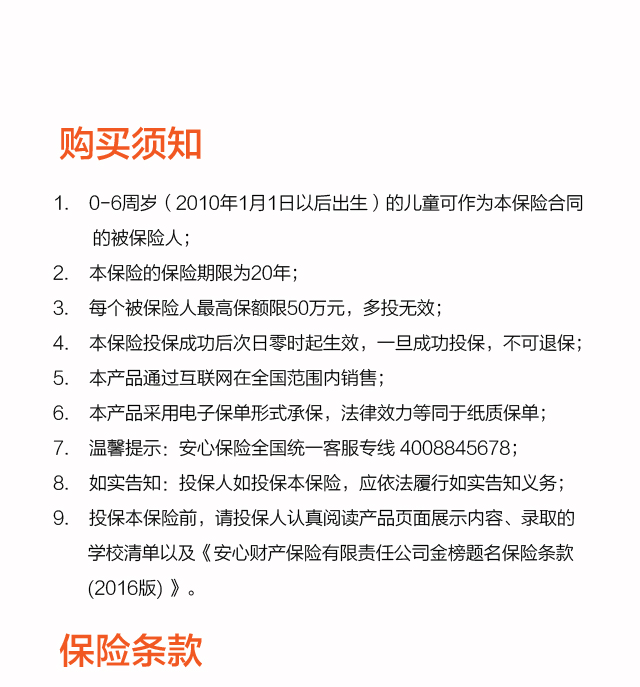 购买须知
1. 0-6周岁（2010年1月1日以后出生）的儿童可作为本保险合同
的被保险人；
2. 本保险的保险期限为20年；
3. 每个被保险人最高保额限50万元，多投无效；
4. 本保险投保成功后次日零时起生效，一旦成功投保，不可退保；
5. 本产品通过互联网在全国范围内销售；
6. 本产品采用电子保单形式承保，法律效力等同于纸质保单；
7. 温馨提示：安心保险全国统一客服专线 4008845678；
8. 如实告知：投保人如投保本保险，应依法履行如实告知义务；
9. 投保本保险前，请投保人认真阅读产品页面展示内容、录取的
学校清单以及《安心财产保险有限责任公司金榜题名保险条款
(2016版) 》。
保险条款